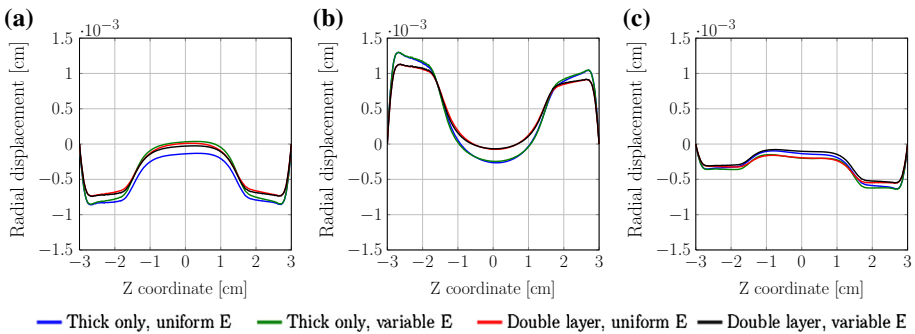 (a)
·10⁻³
1.5
1
0.5
0
−0.5
−1
−1.5
−3 −2 −1 0 1 2 3
Radial displacement [cm]
Z coordinate [cm]
(b)
·10⁻³
1.5
1
0.5
0
−0.5
−1
−1.5
−3 −2 −1 0 1 2 3
Radial displacement [cm]
Z coordinate [cm]
(c)
·10⁻³
1.5
1
0.5
0
−0.5
−1
−1.5
−3 −2 −1 0 1 2 3
Radial displacement [cm]
Z coordinate [cm]
Thick only, uniform E Thick only, variable E Double layer, uniform E Double layer, variable E